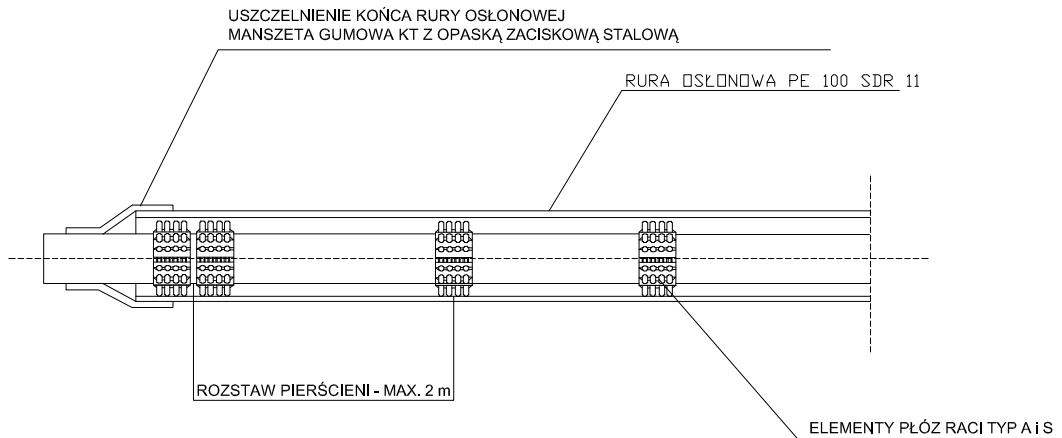 USZCZELNIENIE KOŃCA RURY OSŁONOWEJ
MANSZETA GUMOWA KT Z OPASKĄ ZACISKOWĄ STALOWĄ
RURA OSŁONOWA PE 100 SDR 11
ROZSTAW PIERŚCIENI - MAX. 2 m
ELEMENTY PŁÓZ RACI TYP A i S